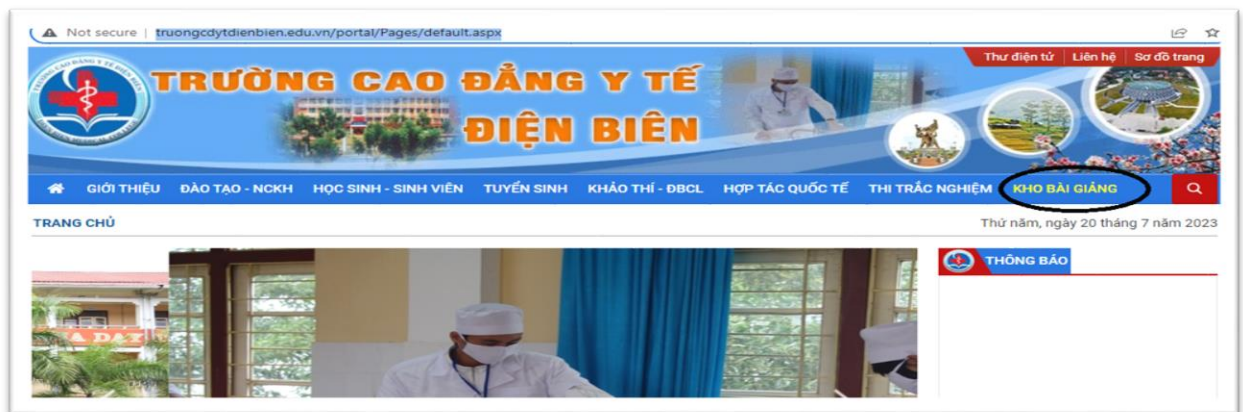 Not secure | truongcdytdienbien.edu.vn/portal/Pages/default.aspx
Thư điện tử | Liên hệ | Sơ đồ trang
TRƯỜNG CAO ĐẲNG Y TẾ
ĐIỆN BIÊN
GIỚI THIỆU ĐÀO TẠO - NCKH HỌC SINH - SINH VIÊN TUYỂN SINH KHẢO THÍ - ĐBCL HỢP TÁC QUỐC TẾ THI TRẮC NGHIỆM KHO BÀI GIẢNG
TRANG CHỦ
Thứ năm, ngày 20 tháng 7 năm 2023
THÔNG BÁO